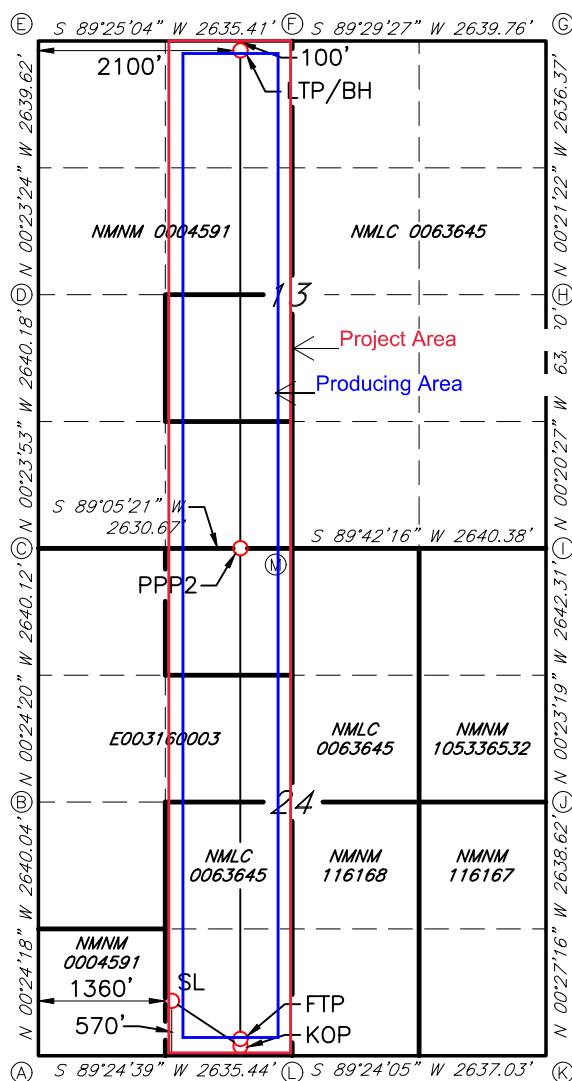 E
S 89°25'04" W 2635.41'
F
S 89°29'27" W 2639.76'
G
2100'
100'
LTP/BH
N 00°23'24" W 2639.62'
N 00°21'22" W 2636.37'
NMNM 0004591
NMLC 0063645
D
13
H
Project Area
Producing Area
N 00°23'53" W 2640.18'
N 00°20'27" W 63 0'
S 89°05'21" W
2630.67'
S 89°42'16" W 2640.38'
C
M
I
PPP2
N 00°24'20" W 2640.12'
N 00°23'19" W 2642.31'
E003160003
NMLC
0063645
NMNM
105336532
B
24
J
NMLC
0063645
NMNM
116168
NMNM
116167
N 00°24'18" W 2640.04'
N 00°27'16" W 2638.62'
NMNM
0004591
SL
1360'
570'
FTP
KOP
A
S 89°24'39" W 2635.44'
L
S 89°24'05" W 2637.03'
K